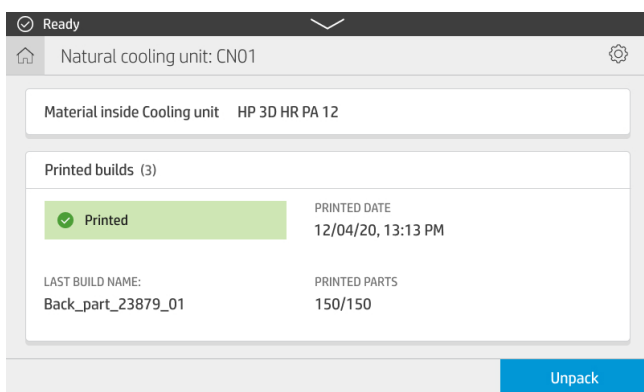 Ready
Natural cooling unit: CN01
Material inside Cooling unit HP 3D HR PA 12
Printed builds (3)
Printed
PRINTED DATE
12/04/20, 13:13 PM
LAST BUILD NAME:
Back_part_23879_01
PRINTED PARTS
150/150
Unpack